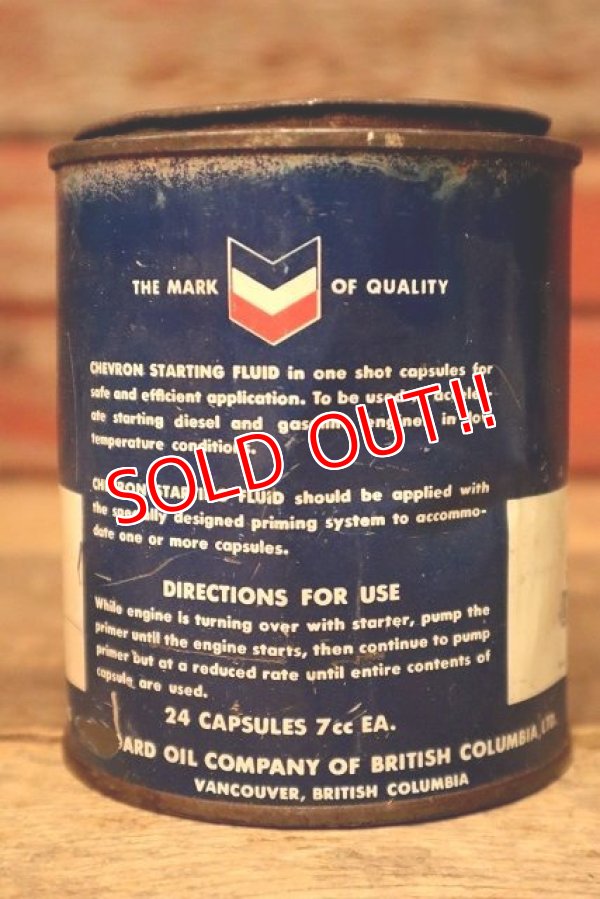 THE MARK OF QUALITY
CHEVRON STARTING FLUID in one shot capsules for
safe and efficient application. To be used
ate starting diesel and engines in
temperature
SOLD OUT!!
FLUID should be applied with
the specially designed priming system to accommo-
date one or more capsules.
DIRECTIONS FOR USE
While engine is turning over with starter, pump the
primer until the engine starts, then continue to pump
primer but at a reduced rate until entire contents of
capsule are used.
24 CAPSULES 7cc EA.
ARD OIL COMPANY OF BRITISH COLUMBIA, LTD.
VANCOUVER, BRITISH COLUMBIA